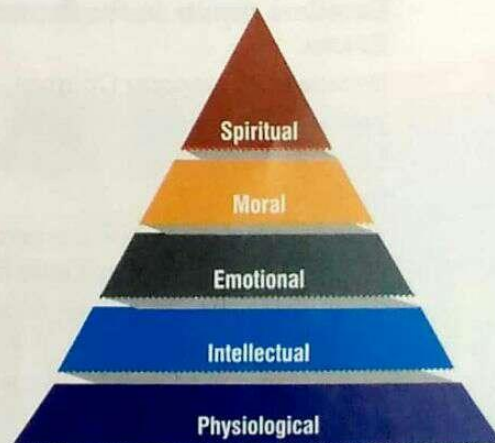 Spiritual
Moral
Emotional
Intellectual
Physiological